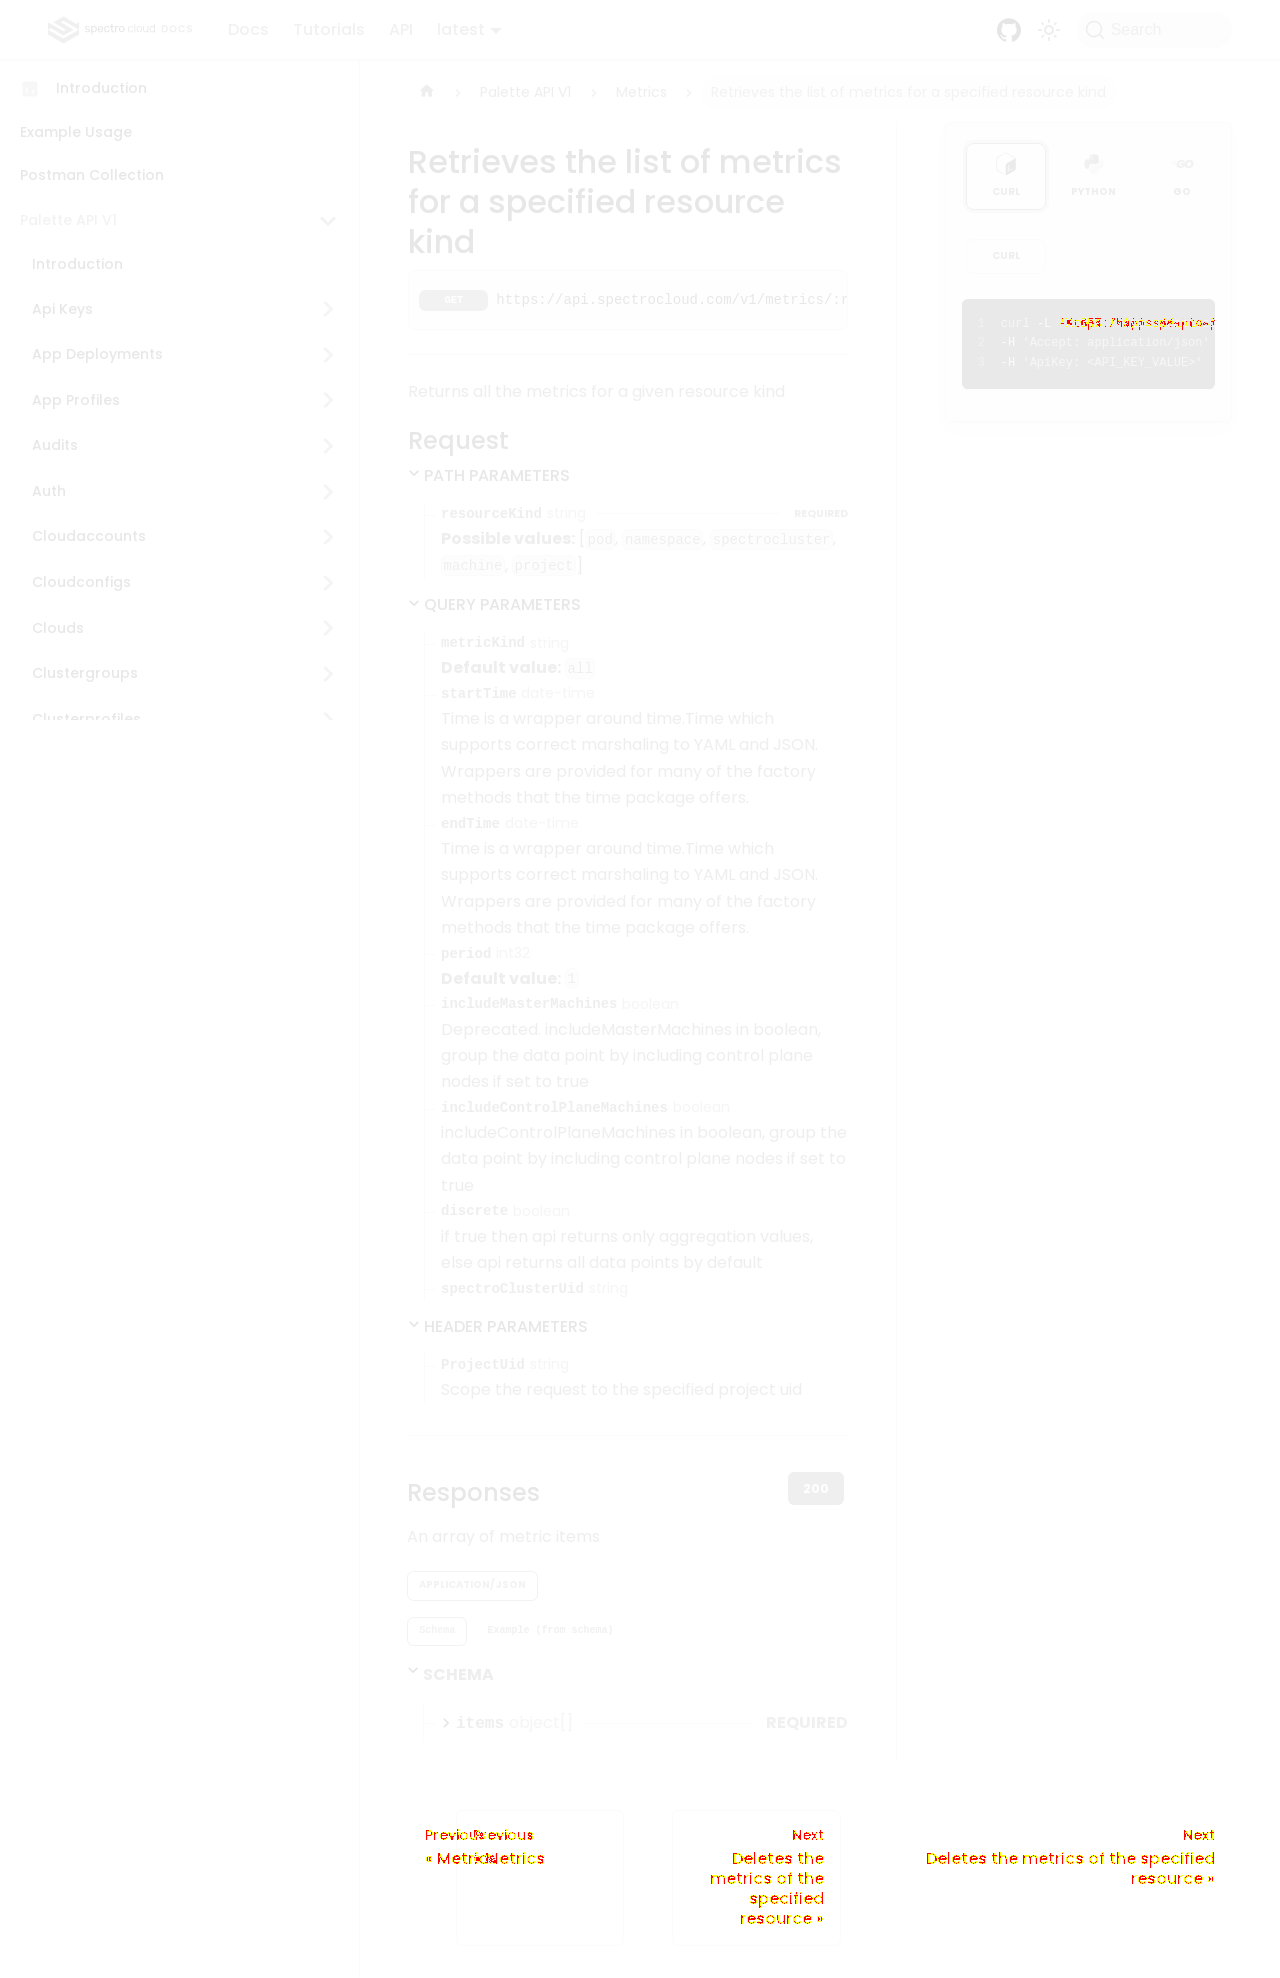 spectro cloud DOCS
Docs
Tutorials
API
latest
Search
Introduction
Example Usage
Postman Collection
Palette API V1
Introduction
Api Keys
App Deployments
App Profiles
Audits
Auth
Cloudaccounts
Cloudconfigs
Clouds
Clustergroups
Clusterprofiles
Palette API V1
Metrics
Retrieves the list of metrics for a specified resource kind
Retrieves the list of metrics
for a specified resource
kind
GET https://api.spectrocloud.com/v1/metrics/:r
Returns all the metrics for a given resource kind
Request
PATH PARAMETERS
resourceKind string REQUIRED
Possible values: [pod, namespace, spectrocluster,
machine, project]
QUERY PARAMETERS
metricKind string
Default value: all
startTime date-time
Time is a wrapper around time.Time which
supports correct marshaling to YAML and JSON.
Wrappers are provided for many of the factory
methods that the time package offers.
endTime date-time
Time is a wrapper around time.Time which
supports correct marshaling to YAML and JSON.
Wrappers are provided for many of the factory
methods that the time package offers.
period int32
Default value: 1
includeMasterMachines boolean
Deprecated. includeMasterMachines in boolean,
group the data point by including control plane
nodes if set to true
includeControlPlaneMachines boolean
includeControlPlaneMachines in boolean, group the
data point by including control plane nodes if set to
true
discrete boolean
if true then api returns only aggregation values,
else api returns all data points by default
spectroClusterUid string
HEADER PARAMETERS
ProjectUid string
Scope the request to the specified project uid
Responses
200
An array of metric items
APPLICATION/JSON
Schema
Example (from schema)
SCHEMA
items object[] REQUIRED
CURL
PYTHON
GO
CURL
1 curl -L
2 -H 'Accept: application/json'
3 -H 'ApiKey: <API_KEY_VALUE>'
Previous
« Metrics
Previous
« Metrics
Next
Deletes the
metrics of the
specified
resource »
Next
Deletes the metrics of the specified
resource »